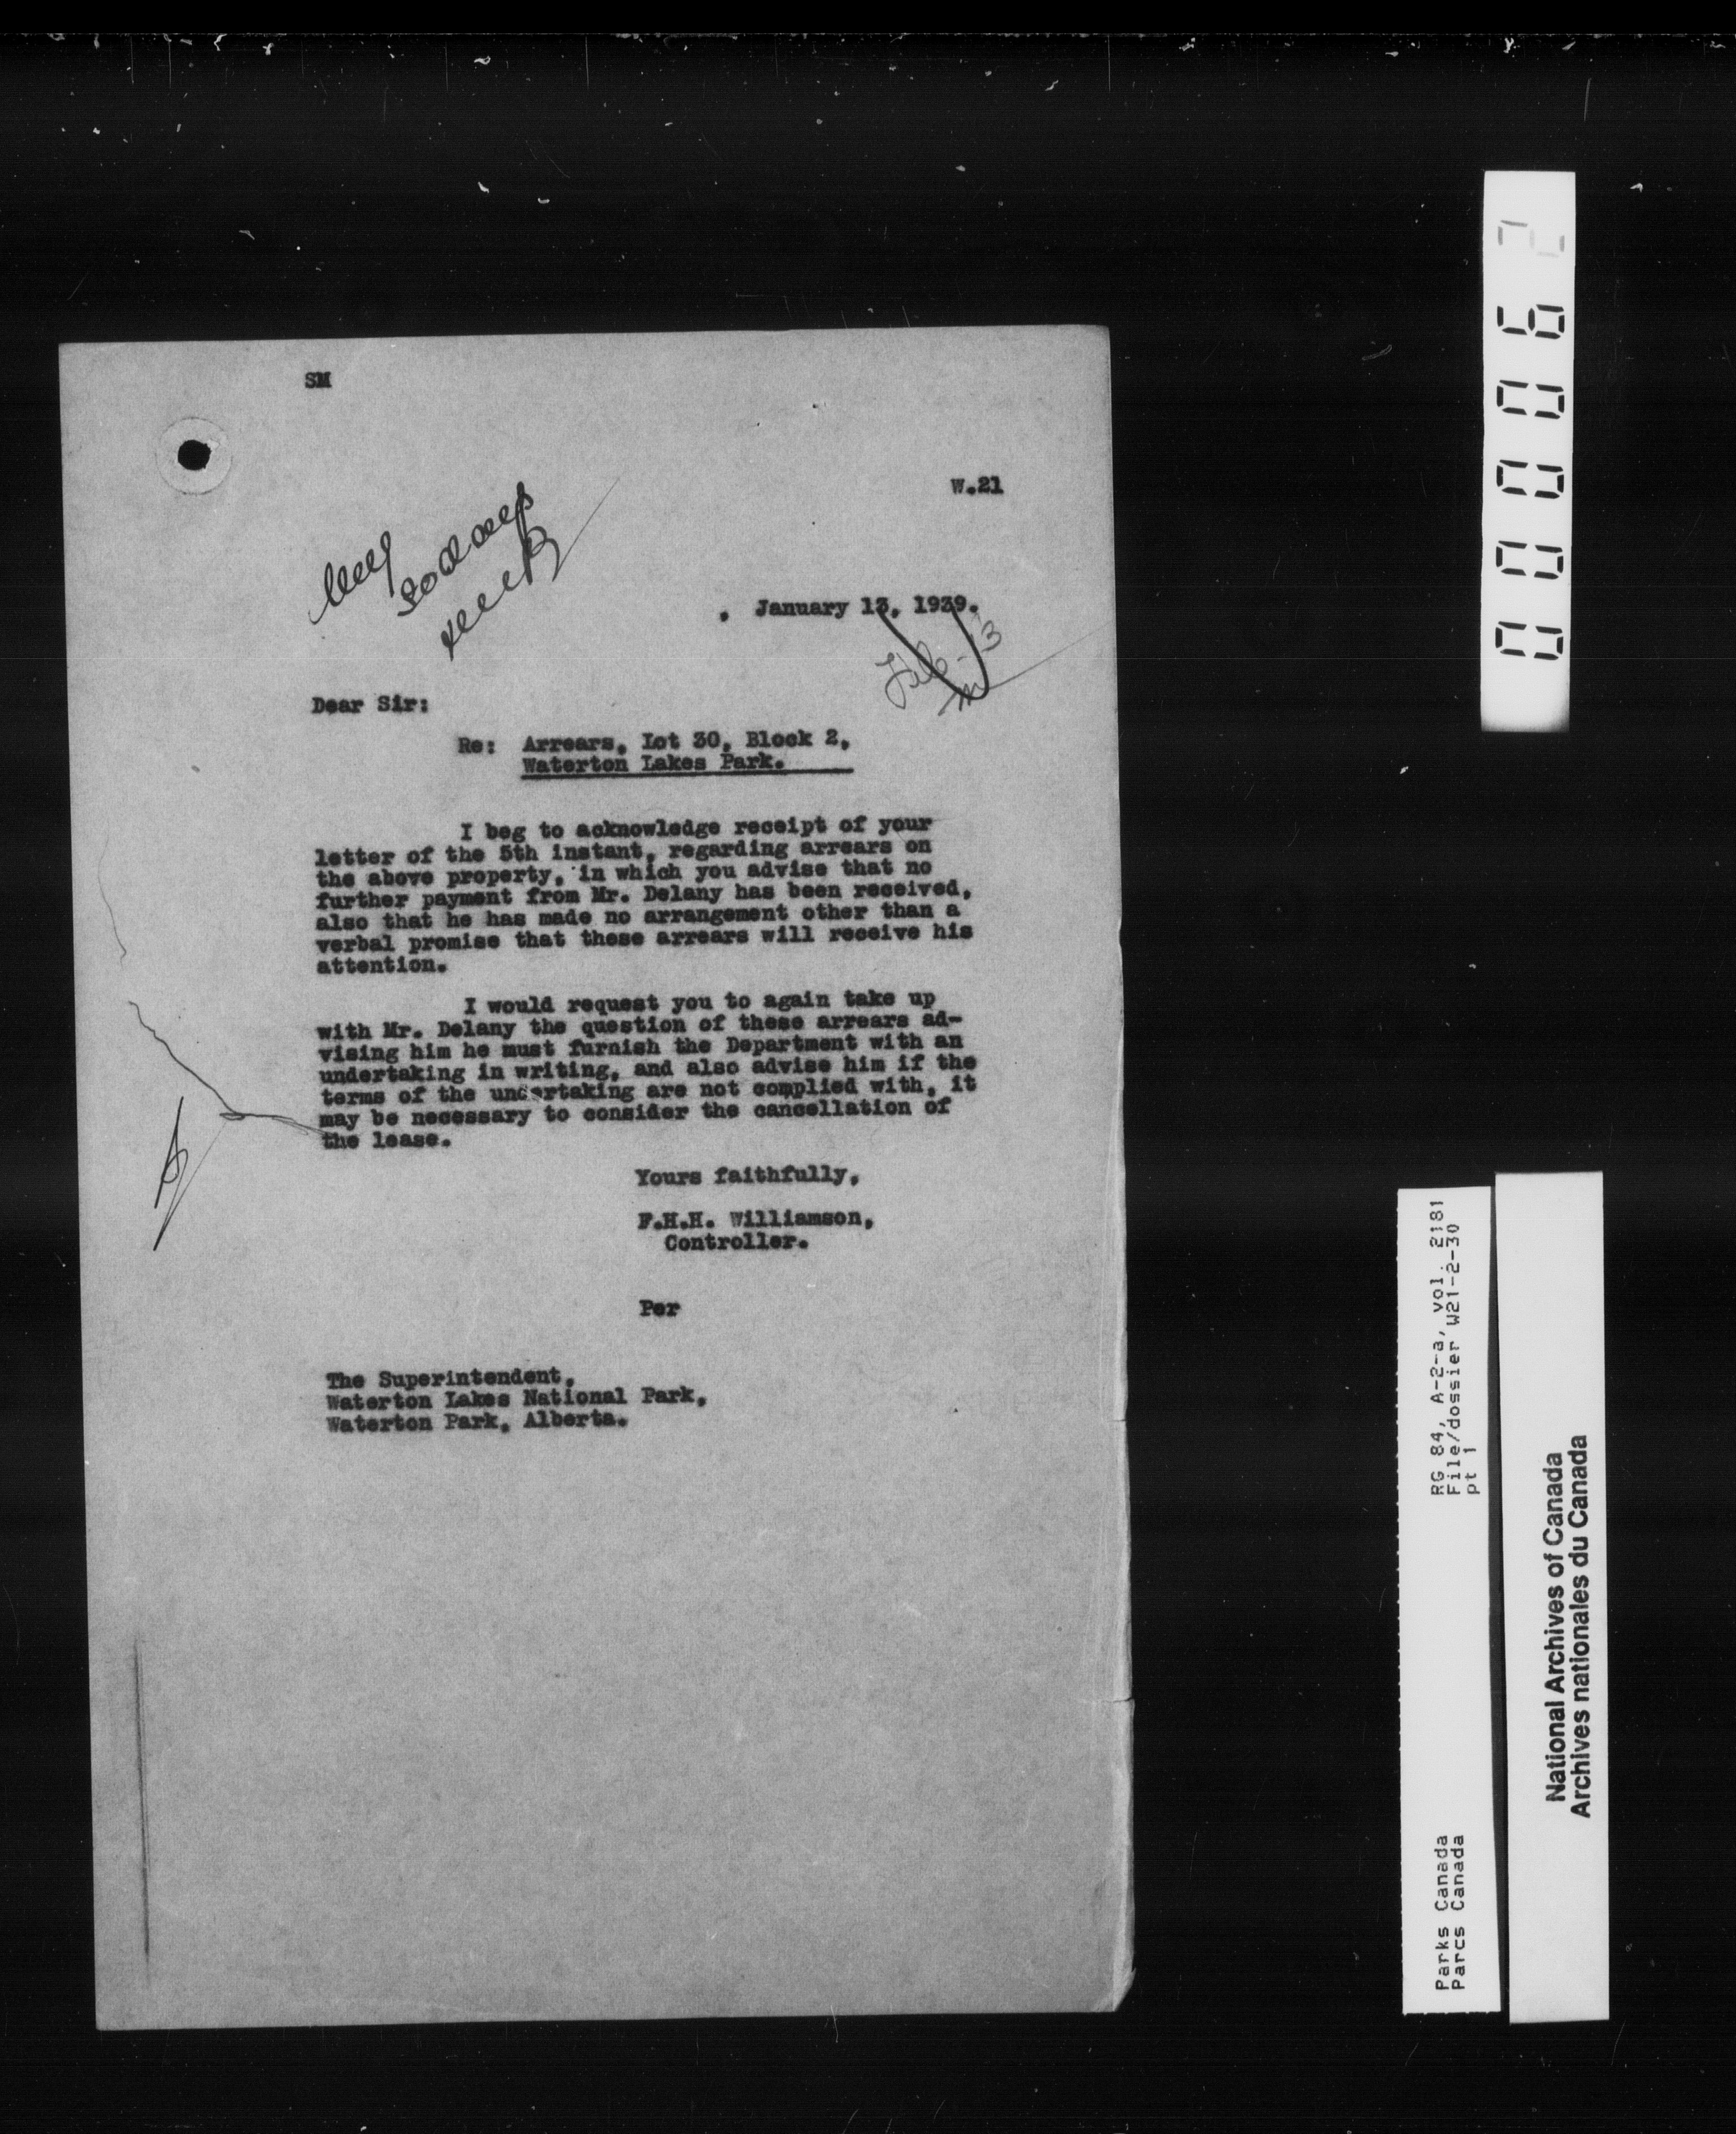 SM
W.21
January 13, 1939.
Feb - 13
Dear Sir:
Re: Arrears, Lot 30, Block 2,
Waterton Lakes Park.
I beg to acknowledge receipt of your
letter of the 5th instant, regarding arrears on
the above property, in which you advise that no
further payment from Mr. Delany has been received,
also that he has made no arrangement other than a
verbal promise that these arrears will receive his
attention.
I would request you to again take up
with Mr. Delany the question of these arrears ad-
vising him he must furnish the Department with an
undertaking in writing, and also advise him if the
terms of the undertaking are not complied with, it
may be necessary to consider the cancellation of
the lease.
Yours faithfully,
F.H.H. Williamson,
Controller.
Per
The Superintendent,
Waterton Lakes National Park,
Waterton Park, Alberta.
RG 84, A-2-a, vol. 2181
File/dossier W21-2-30
pt 1
Parks Canada
Parcs Canada
National Archives of Canada
Archives nationales du Canada